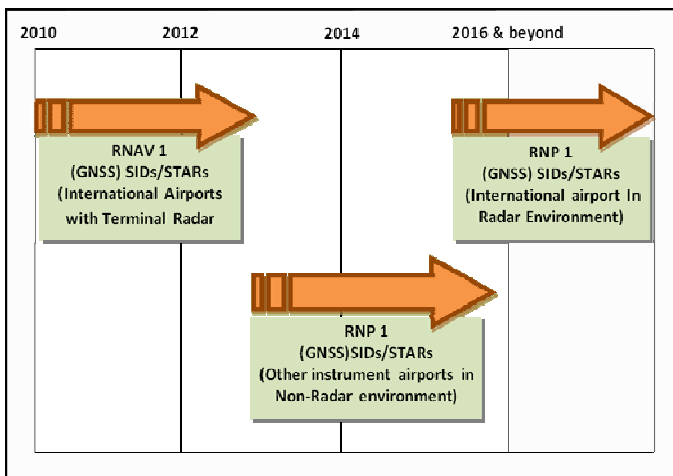 2010 2012 2014 2016 & beyond
RNAV 1
(GNSS) SIDs/STARs
(International Airports
with Terminal Radar
RNP 1
(GNSS) SIDs/STARs
(International airport In
Radar Environment)
RNP 1
(GNSS)SIDs/STARs
(Other instrument airports in
Non-Radar environment)